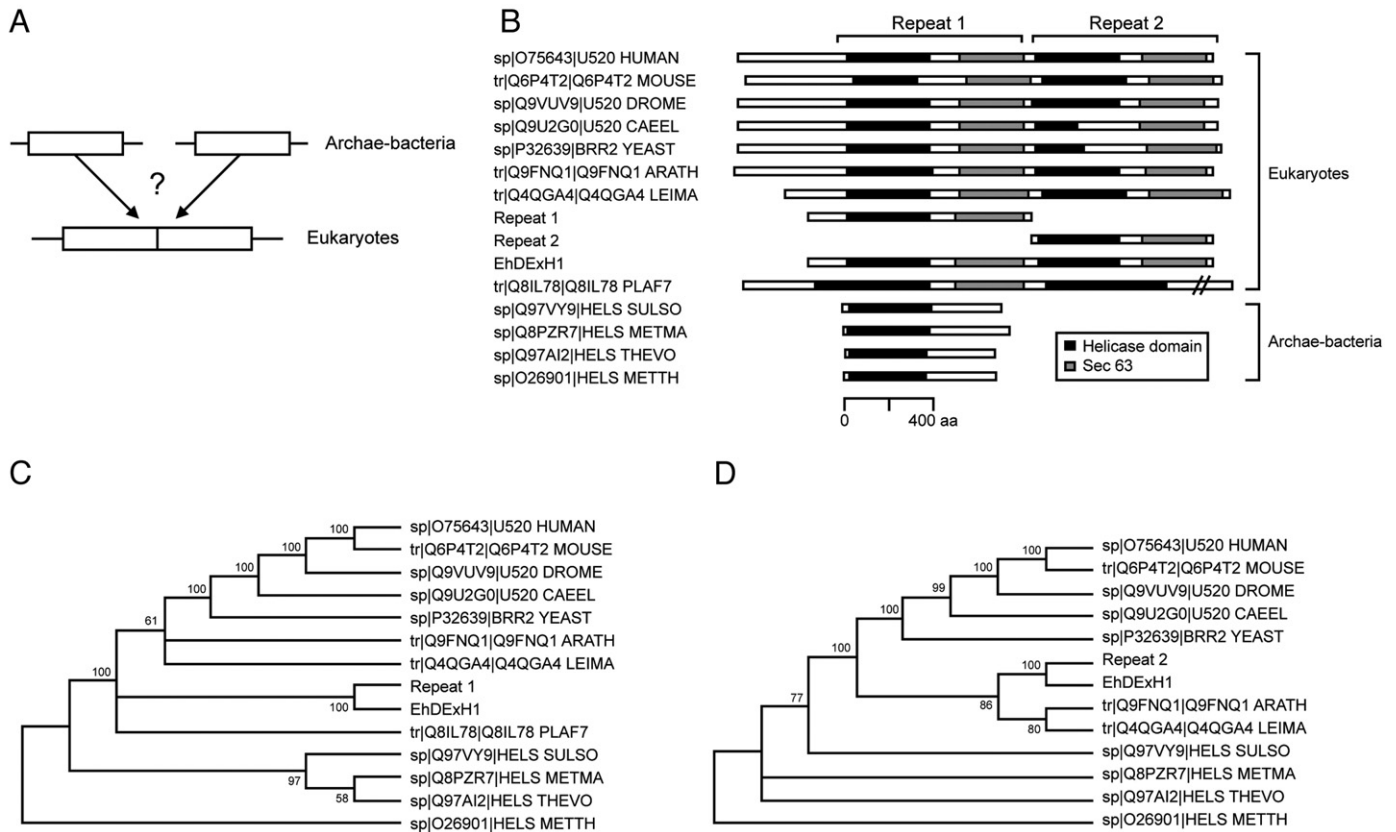 A
Archae-bacteria
?
Eukaryotes
B
Repeat 1
Repeat 2
sp|O75643|U520 HUMAN
tr|Q6P4T2|Q6P4T2 MOUSE
sp|Q9VUV9|U520 DROME
sp|Q9U2G0|U520 CAEEL
sp|P32639|BRR2 YEAST
tr|Q9FNQ1|Q9FNQ1 ARATH
tr|Q4QGA4|Q4QGA4 LEIMA
Repeat 1
Repeat 2
EhDExH1
tr|Q8IL78|Q8IL78 PLAF7
sp|Q97VY9|HELS SULSO
sp|Q8PZR7|HELS METMA
sp|Q97AI2|HELS THEVO
sp|O26901|HELS METTH
Eukaryotes
Archae-bacteria
Helicase domain
Sec 63
0 400 aa
C
100 sp|O75643|U520 HUMAN
100 tr|Q6P4T2|Q6P4T2 MOUSE
100 sp|Q9VUV9|U520 DROME
100 sp|Q9U2G0|U520 CAEEL
61 sp|P32639|BRR2 YEAST
tr|Q9FNQ1|Q9FNQ1 ARATH
100 tr|Q4QGA4|Q4QGA4 LEIMA
Repeat 1
100 EhDExH1
tr|Q8IL78|Q8IL78 PLAF7
sp|Q97VY9|HELS SULSO
97 sp|Q8PZR7|HELS METMA
58 sp|Q97AI2|HELS THEVO
sp|O26901|HELS METTH
D
100 sp|O75643|U520 HUMAN
100 tr|Q6P4T2|Q6P4T2 MOUSE
99 sp|Q9VUV9|U520 DROME
100 sp|Q9U2G0|U520 CAEEL
100 sp|P32639|BRR2 YEAST
100 Repeat 2
EhDExH1
77 86 tr|Q9FNQ1|Q9FNQ1 ARATH
80 tr|Q4QGA4|Q4QGA4 LEIMA
sp|Q97VY9|HELS SULSO
sp|Q8PZR7|HELS METMA
sp|Q97AI2|HELS THEVO
sp|O26901|HELS METTH